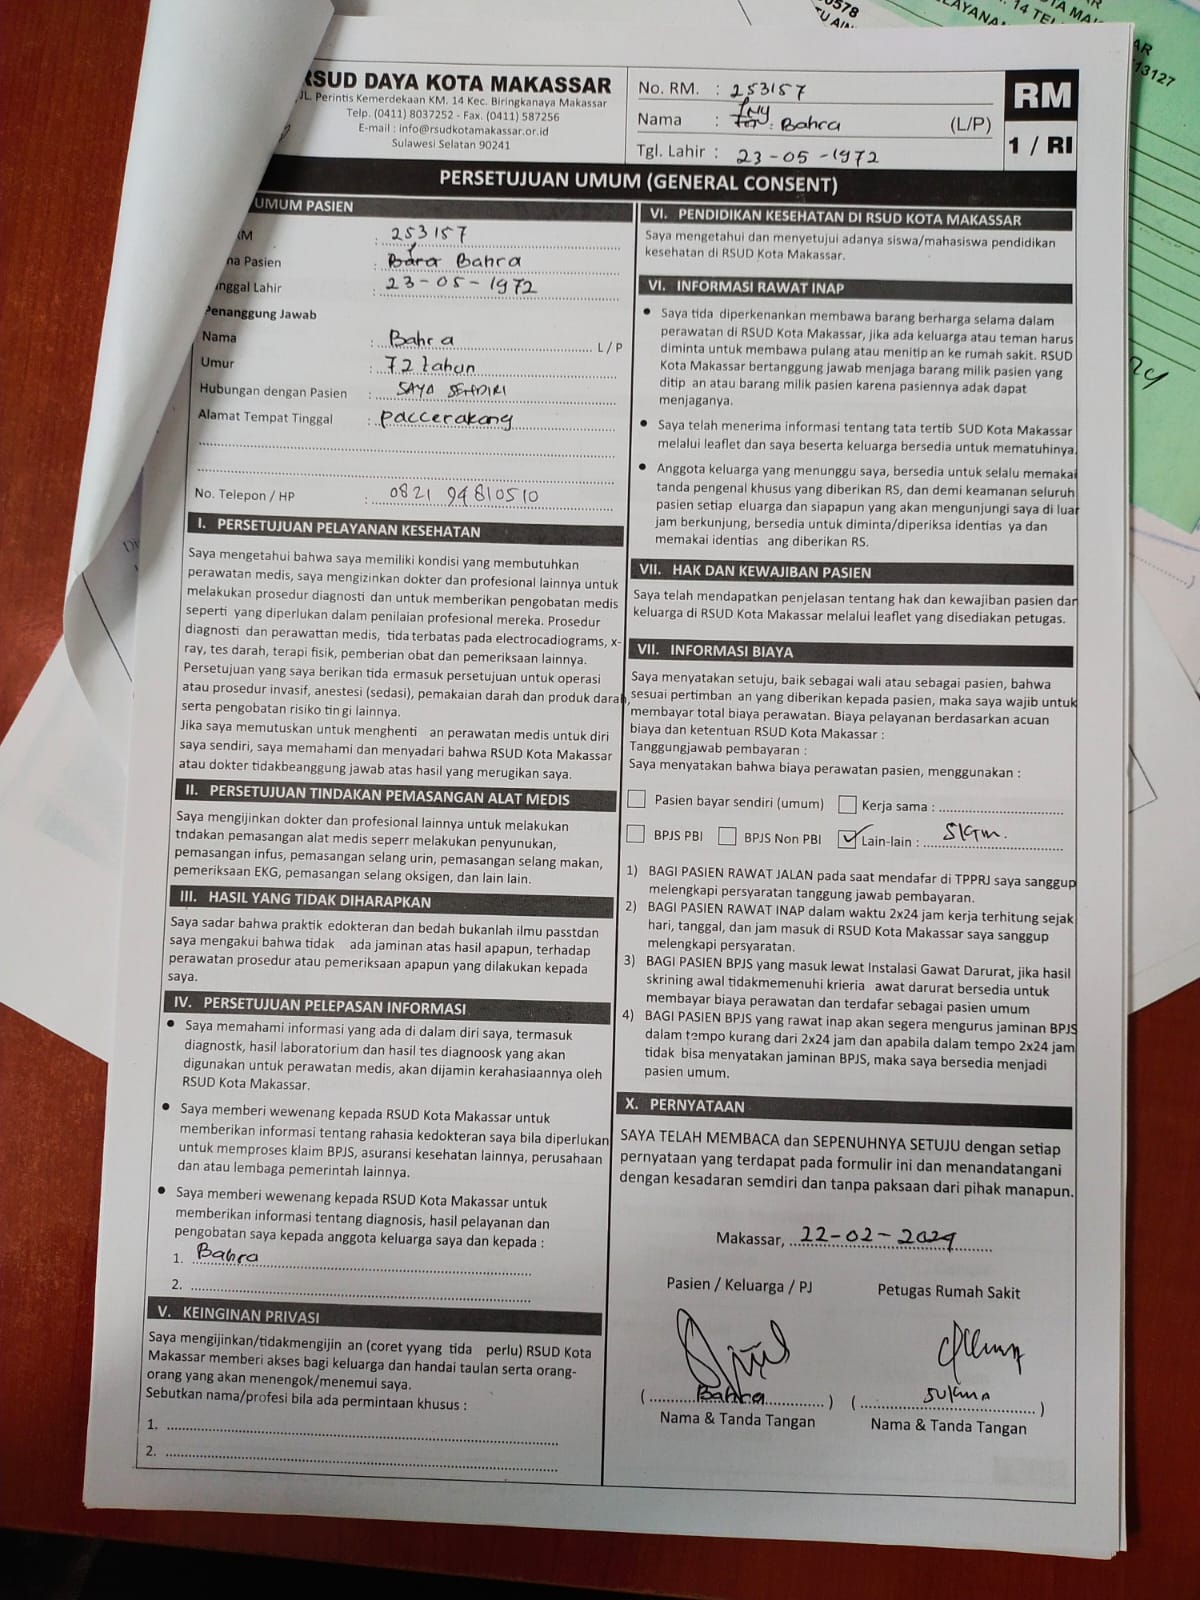 RSUD DAYA KOTA MAKASSAR
JL. Perintis Kemerdekaan KM. 14 Kec. Biringkanaya Makassar
Telp. (0411) 8037252 - Fax. (0411) 587256
E-mail : info@rsudkotamakassar.or.id
Sulawesi Selatan 90241
No. RM. : 253157
Nama : Ny Bahra (L/P)
Tgl. Lahir : 23-05-1972
RM
1 / RI
PERSETUJUAN UMUM (GENERAL CONSENT)
UMUM PASIEN
: 253157
Pasien : Bahra
Lahir : 23-05-1972
Penanggung Jawab
Nama : Bahra L / P
Umur : 72 tahun
Hubungan dengan Pasien : SAYA SENDIRI
Alamat Tempat Tinggal : paccerakang
No. Telepon / HP : 0821 94810510
I. PERSETUJUAN PELAYANAN KESEHATAN
Saya mengetahui bahwa saya memiliki kondisi yang membutuhkan
perawatan medis, saya mengizinkan dokter dan profesional lainnya untuk
melakukan prosedur diagnosti dan untuk memberikan pengobatan medis
seperti yang diperlukan dalam penilaian profesional mereka. Prosedur
diagnosti dan perawattan medis, tida terbatas pada electrocadiograms, x-
ray, tes darah, terapi fisik, pemberian obat dan pemeriksaan lainnya.
Persetujuan yang saya berikan tida ermasuk persetujuan untuk operasi
atau prosedur invasif, anestesi (sedasi), pemakaian darah dan produk darah,
serta pengobatan risiko tin gi lainnya.
Jika saya memutuskan untuk menghenti an perawatan medis untuk diri
saya sendiri, saya memahami dan menyadari bahwa RSUD Kota Makassar
atau dokter tidakbeanggung jawab atas hasil yang merugikan saya.
II. PERSETUJUAN TINDAKAN PEMASANGAN ALAT MEDIS
Saya mengijinkan dokter dan profesional lainnya untuk melakukan
tndakan pemasangan alat medis seperr melakukan penyunukan,
pemasangan infus, pemasangan selang urin, pemasangan selang makan,
pemeriksaan EKG, pemasangan selang oksigen, dan lain lain.
III. HASIL YANG TIDAK DIHARAPKAN
Saya sadar bahwa praktik edokteran dan bedah bukanlah ilmu passtdan
saya mengakui bahwa tidak ada jaminan atas hasil apapun, terhadap
perawatan prosedur atau pemeriksaan apapun yang dilakukan kepada
saya.
IV. PERSETUJUAN PELEPASAN INFORMASI
• Saya memahami informasi yang ada di dalam diri saya, termasuk
diagnostk, hasil laboratorium dan hasil tes diagnoosk yang akan
digunakan untuk perawatan medis, akan dijamin kerahasiaannya oleh
RSUD Kota Makassar.
• Saya memberi wewenang kepada RSUD Kota Makassar untuk
memberikan informasi tentang rahasia kedokteran saya bila diperlukan
untuk memproses klaim BPJS, asuransi kesehatan lainnya, perusahaan
dan atau lembaga pemerintah lainnya.
• Saya memberi wewenang kepada RSUD Kota Makassar untuk
memberikan informasi tentang diagnosis, hasil pelayanan dan
pengobatan saya kepada anggota keluarga saya dan kepada :
1. Bahra
2.
V. KEINGINAN PRIVASI
Saya mengijinkan/tidakmengijin an (coret yyang tida perlu) RSUD Kota
Makassar memberi akses bagi keluarga dan handai taulan serta orang-
orang yang akan menengok/menemui saya.
Sebutkan nama/profesi bila ada permintaan khusus :
1.
2.
VI. PENDIDIKAN KESEHATAN DI RSUD KOTA MAKASSAR
Saya mengetahui dan menyetujui adanya siswa/mahasiswa pendidikan
kesehatan di RSUD Kota Makassar.
VI. INFORMASI RAWAT INAP
• Saya tida diperkenankan membawa barang berharga selama dalam
perawatan di RSUD Kota Makassar, jika ada keluarga atau teman harus
diminta untuk membawa pulang atau menitip an ke rumah sakit. RSUD
Kota Makassar bertanggung jawab menjaga barang milik pasien yang
ditip an atau barang milik pasien karena pasiennya adak dapat
menjaganya.
• Saya telah menerima informasi tentang tata tertib SUD Kota Makassar
melalui leaflet dan saya beserta keluarga bersedia untuk mematuhinya.
• Anggota keluarga yang menunggu saya, bersedia untuk selalu memakai
tanda pengenal khusus yang diberikan RS, dan demi keamanan seluruh
pasien setiap eluarga dan siapapun yang akan mengunjungi saya di luar
jam berkunjung, bersedia untuk diminta/diperiksa identias ya dan
memakai identias ang diberikan RS.
VII. HAK DAN KEWAJIBAN PASIEN
Saya telah mendapatkan penjelasan tentang hak dan kewajiban pasien dan
keluarga di RSUD Kota Makassar melalui leaflet yang disediakan petugas.
VII. INFORMASI BIAYA
Saya menyatakan setuju, baik sebagai wali atau sebagai pasien, bahwa
sesuai pertimban an yang diberikan kepada pasien, maka saya wajib untuk
membayar total biaya perawatan. Biaya pelayanan berdasarkan acuan
biaya dan ketentuan RSUD Kota Makassar :
Tanggungjawab pembayaran :
Saya menyatakan bahwa biaya perawatan pasien, menggunakan :
Pasien bayar sendiri (umum) Kerja sama :
BPJS PBI BPJS Non PBI Lain-lain : SKTM.
1) BAGI PASIEN RAWAT JALAN pada saat mendafar di TPPRJ saya sanggup
melengkapi persyaratan tanggung jawab pembayaran.
2) BAGI PASIEN RAWAT INAP dalam waktu 2x24 jam kerja terhitung sejak
hari, tanggal, dan jam masuk di RSUD Kota Makassar saya sanggup
melengkapi persyaratan.
3) BAGI PASIEN BPJS yang masuk lewat Instalasi Gawat Darurat, jika hasil
skrining awal tidakmemenuhi krieria awat darurat bersedia untuk
membayar biaya perawatan dan terdafar sebagai pasien umum
4) BAGI PASIEN BPJS yang rawat inap akan segera mengurus jaminan BPJS
dalam tempo kurang dari 2x24 jam dan apabila dalam tempo 2x24 jam
tidak bisa menyatakan jaminan BPJS, maka saya bersedia menjadi
pasien umum.
X. PERNYATAAN
SAYA TELAH MEMBACA dan SEPENUHNYA SETUJU dengan setiap
pernyataan yang terdapat pada formulir ini dan menandatangani
dengan kesadaran semdiri dan tanpa paksaan dari pihak manapun.
Makassar, 22-02-2024
Pasien / Keluarga / PJ Petugas Rumah Sakit
( Bahra ) ( )
Nama & Tanda Tangan Nama & Tanda Tangan